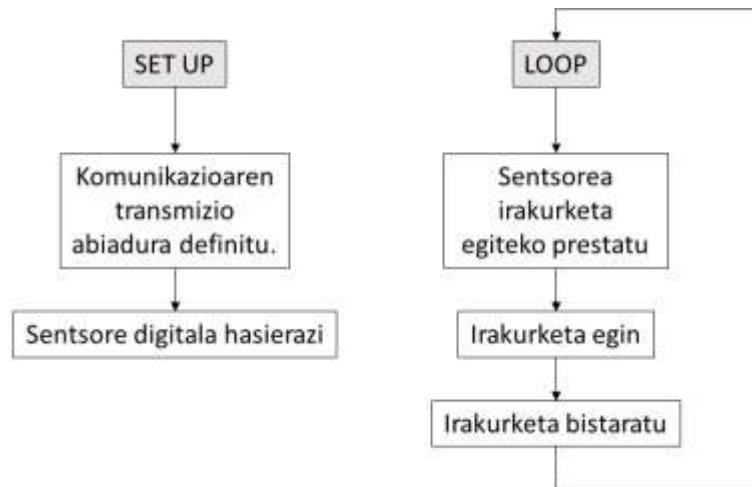 SET UP
Komunikazioaren
transmizio
abiadura definitu.
Sentsore digitala hasierazi
LOOP
Sentsorea
irakurketa
egiteko prestatu
Irakurketa egin
Irakurketa bistaratu